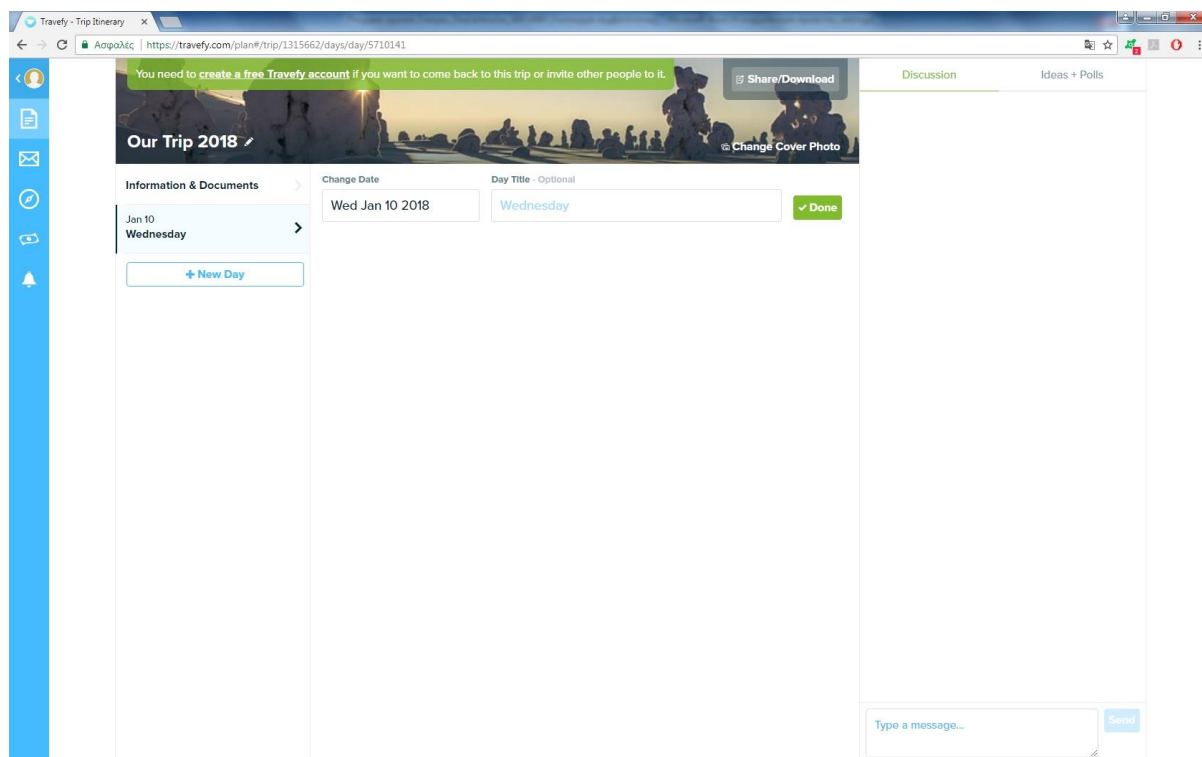 Travefy - Trip Itinerary
Ασφαλές | https://travefy.com/plan#/trip/1315662/days/day/5710141
2
You need to create a free Travefy account if you want to come back to this trip or invite other people to it.
Share/Download
Our Trip 2018
Change Cover Photo
Discussion
Ideas + Polls
Information & Documents
Jan 10
Wednesday
+ New Day
Change Date
Day Title - Optional
Wed Jan 10 2018
Wednesday
Done
Type a message...
Send